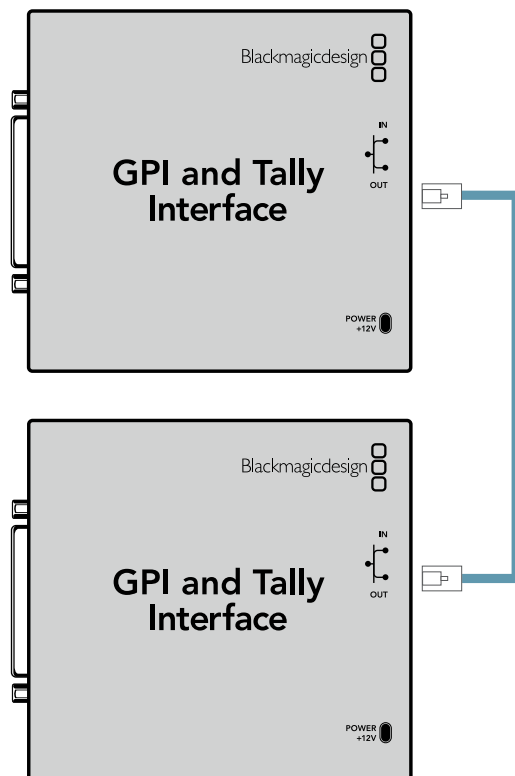 Blackmagicdesign
IN
OUT
GPI and Tally
Interface
POWER
+12V
Blackmagicdesign
IN
OUT
GPI and Tally
Interface
POWER
+12V